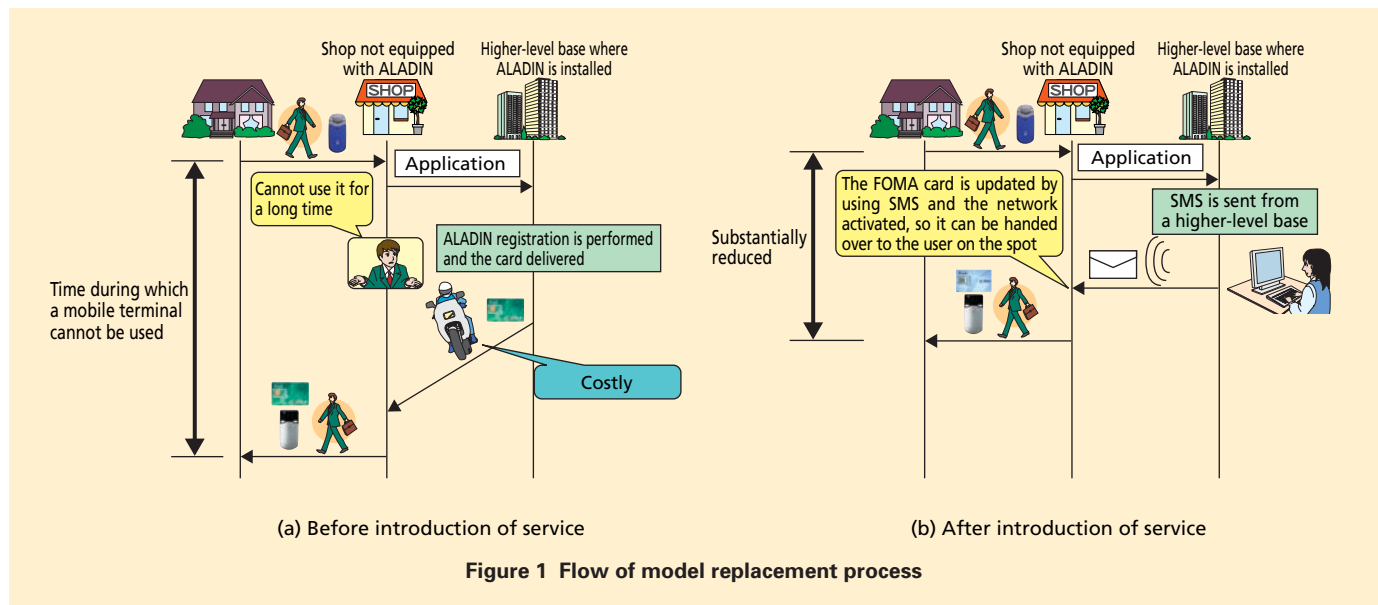 Shop not equipped
with ALADIN
Higher-level base where
ALADIN is installed
SHOP
Application
Cannot use it for
a long time
ALADIN registration is performed
and the card delivered
Time during which
a mobile terminal
cannot be used
Costly
(a) Before introduction of service
Shop not equipped
with ALADIN
Higher-level base where
ALADIN is installed
SHOP
Application
The FOMA card is updated by
using SMS and the network
activated, so it can be handed
over to the user on the spot
SMS is sent from
a higher-level base
Substantially
reduced
(b) After introduction of service
Figure 1 Flow of model replacement process